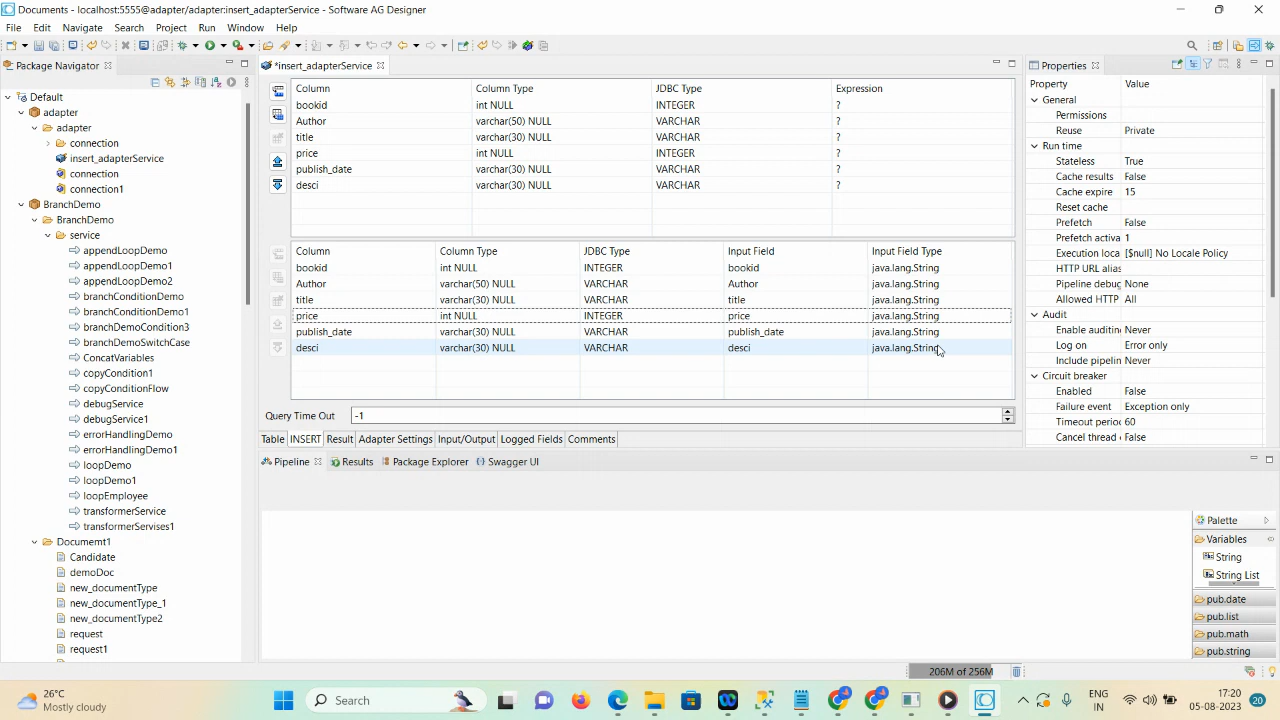 Documents - localhost:5555@adapter/adapter:insert_adapterService - Software AG Designer
File Edit Navigate Search Project Run Window Help
Package Navigator
Default
adapter
adapter
connection
insert_adapterService
connection
connection1
BranchDemo
BranchDemo
service
appendLoopDemo
appendLoopDemo1
appendLoopDemo2
branchConditionDemo
branchConditionDemo1
branchDemoCondition3
branchDemoSwitchCase
ConcatVariables
copyCondition1
copyConditionFlow
debugService
debugService1
errorHandlingDemo
errorHandlingDemo1
loopDemo
loopDemo1
loopEmployee
transformerService
transformerServises1
Documemt1
Candidate
demoDoc
new_documentType
new_documentType_1
new_documentType2
request
request1
*insert_adapterService
Column Column Type JDBC Type Expression
bookid int NULL INTEGER ?
Author varchar(50) NULL VARCHAR ?
title varchar(30) NULL VARCHAR ?
price int NULL INTEGER ?
publish_date varchar(30) NULL VARCHAR ?
desci varchar(30) NULL VARCHAR ?
Column Column Type JDBC Type Input Field Input Field Type
bookid int NULL INTEGER bookid java.lang.String
Author varchar(50) NULL VARCHAR Author java.lang.String
title varchar(30) NULL VARCHAR title java.lang.String
price int NULL INTEGER price java.lang.String
publish_date varchar(30) NULL VARCHAR publish_date java.lang.String
desci varchar(30) NULL VARCHAR desci java.lang.String
Query Time Out -1
Table INSERT Result Adapter Settings Input/Output Logged Fields Comments
Pipeline Results Package Explorer Swagger UI
Properties
Property Value
General
Permissions
Reuse Private
Run time
Stateless True
Cache results False
Cache expire 15
Reset cache
Prefetch False
Prefetch activa 1
Execution loca [$null] No Locale Policy
HTTP URL alias
Pipeline debug None
Allowed HTTP All
Audit
Enable auditin Never
Log on Error only
Include pipelin Never
Circuit breaker
Enabled False
Failure event Exception only
Timeout perio 60
Cancel thread False
Palette
Variables
String
String List
pub.date
pub.list
pub.math
pub.string
206M of 256M
26°C
Mostly cloudy
Search
ENG
IN
17:20
05-08-2023
20